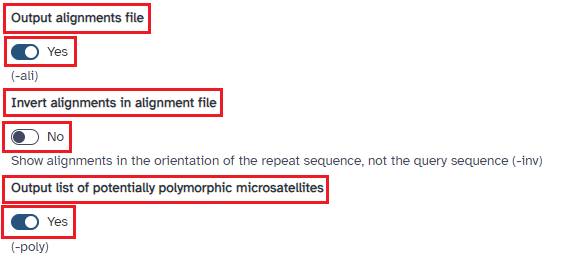 Output alignments file
Yes
(-ali)
Invert alignments in alignment file
No
Show alignments in the orientation of the repeat sequence, not the query sequence (-inv)
Output list of potentially polymorphic microsatellites
Yes
(-poly)